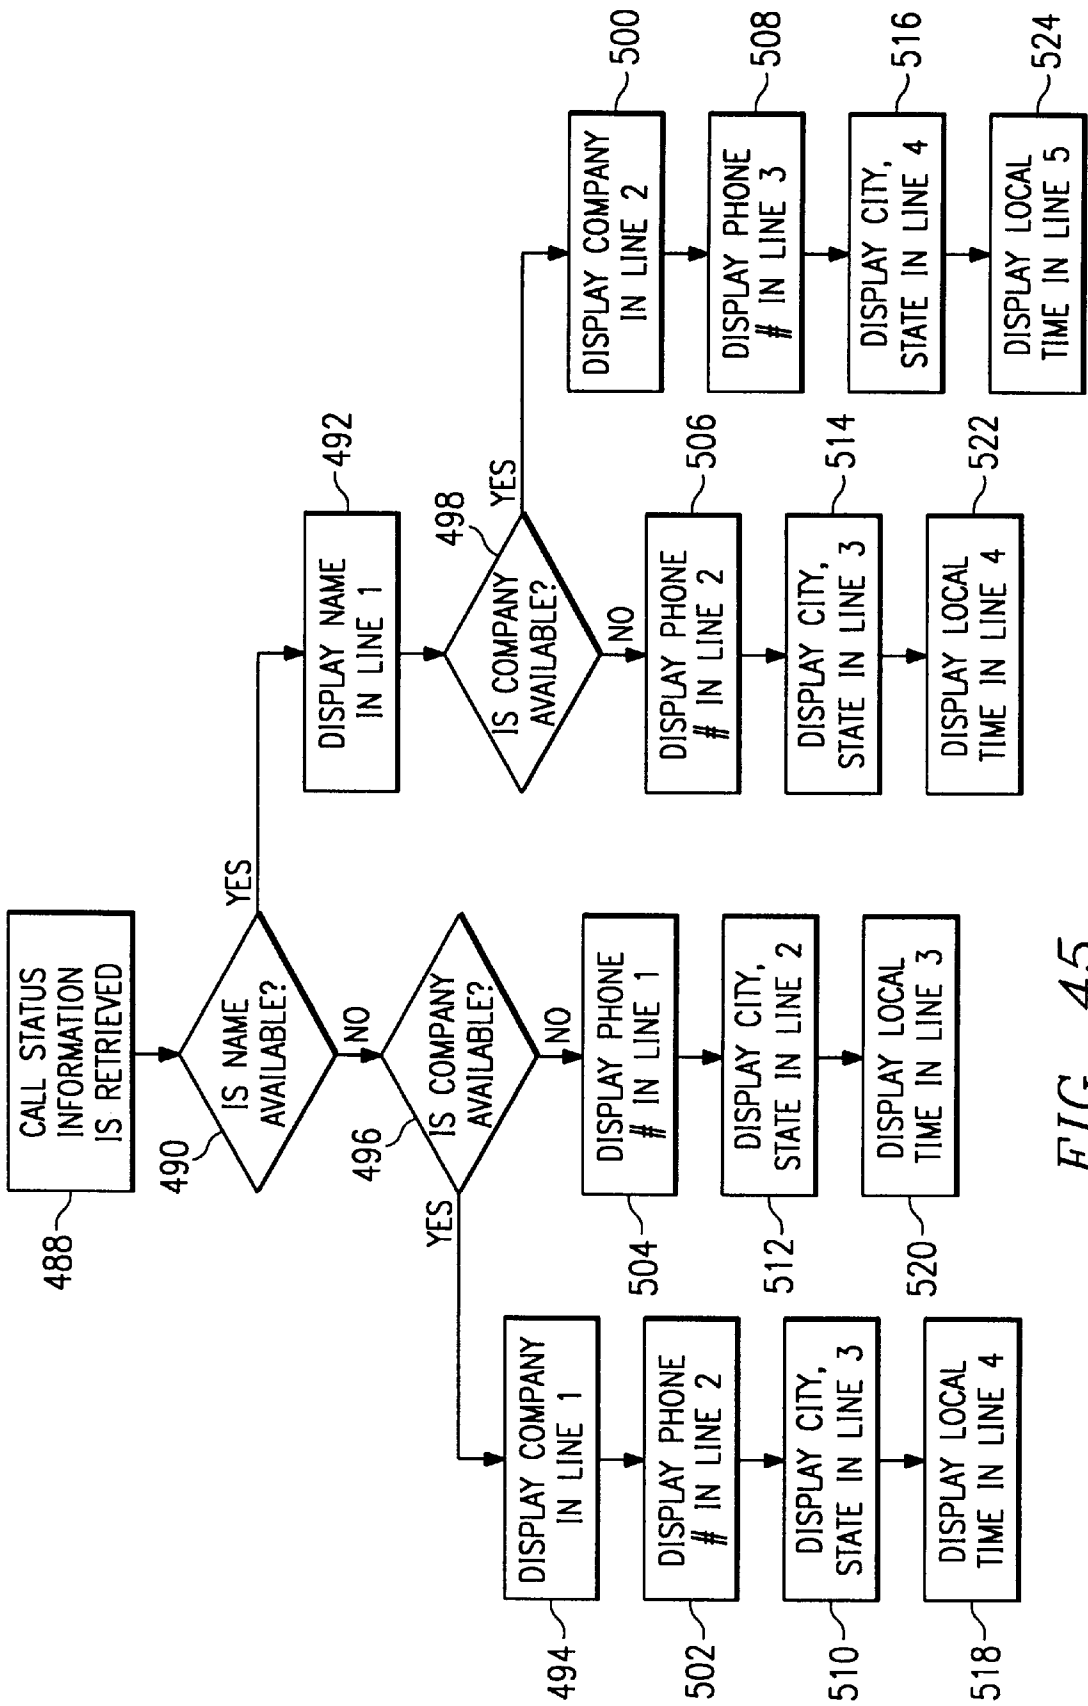 CALL STATUS
INFORMATION
IS RETRIEVED
488
IS NAME
AVAILABLE?
490
YES
NO
DISPLAY NAME
IN LINE 1
492
IS COMPANY
AVAILABLE?
496
YES
NO
IS COMPANY
AVAILABLE?
498
YES
NO
DISPLAY COMPANY
IN LINE 1
494
DISPLAY PHONE
# IN LINE 2
502
DISPLAY CITY,
STATE IN LINE 3
510
DISPLAY LOCAL
TIME IN LINE 4
518
DISPLAY PHONE
# IN LINE 1
504
DISPLAY CITY,
STATE IN LINE 2
512
DISPLAY LOCAL
TIME IN LINE 3
520
DISPLAY PHONE
# IN LINE 2
506
DISPLAY CITY,
STATE IN LINE 3
514
DISPLAY LOCAL
TIME IN LINE 4
522
DISPLAY COMPANY
IN LINE 2
500
DISPLAY PHONE
# IN LINE 3
508
DISPLAY CITY,
STATE IN LINE 4
516
DISPLAY LOCAL
TIME IN LINE 5
524
FIG. 45